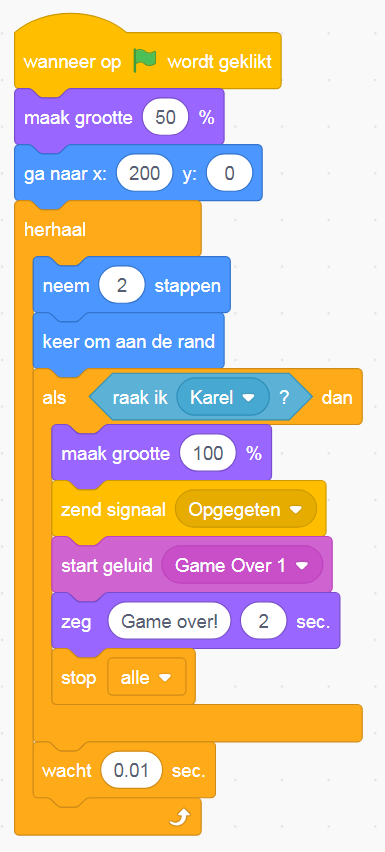 wanneer op wordt geklikt
maak grootte 50 %
ga naar x: 200 y: 0
herhaal
neem 2 stappen
keer om aan de rand
als raak ik Karel ? dan
maak grootte 100 %
zend signaal Opgegeten
start geluid Game Over 1
zeg Game over! 2 sec.
stop alle
wacht 0.01 sec.